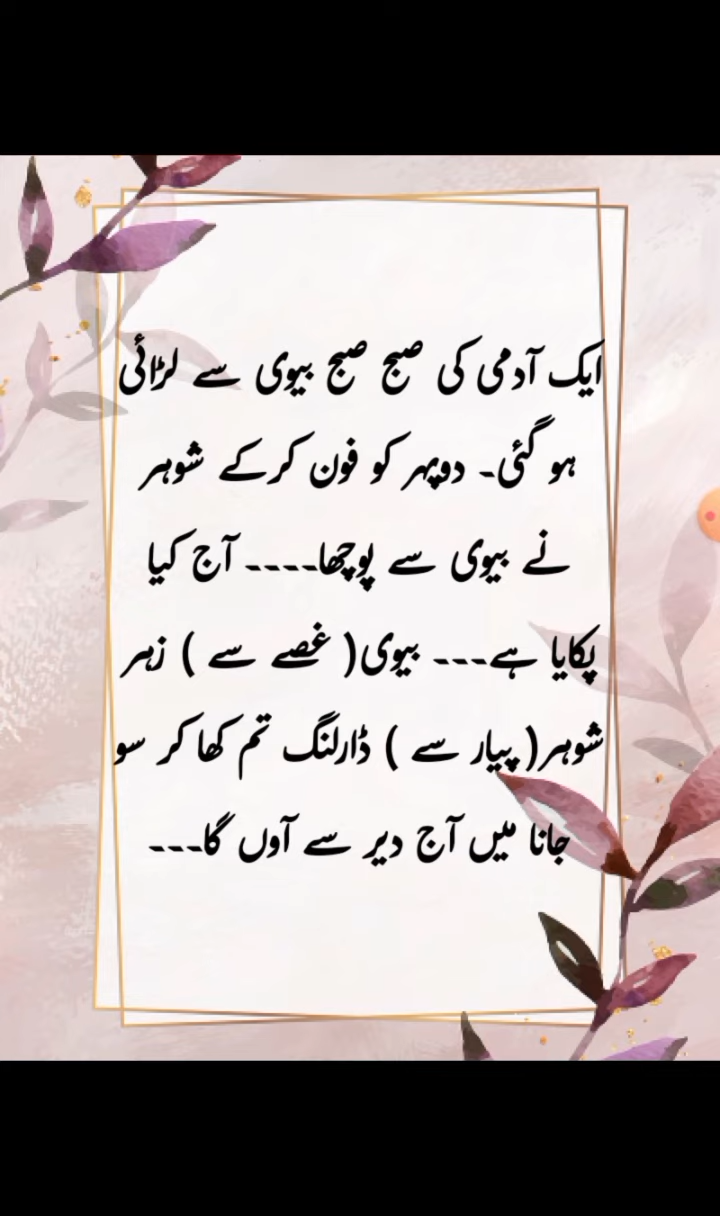 ایک آدمی کی صبح صبح بیوی سے لڑائی
ہو گئی۔ دوپہر کو فون کرکے شوہر
نے بیوی سے پوچھا۔۔۔۔ آج کیا
پکایا ہے۔۔۔ بیوی( غصے سے ) زہر
شوہر( پیار سے ) ڈارلنگ تم کھا کر سو
جانا میں آج دیر سے آوں گا۔۔۔